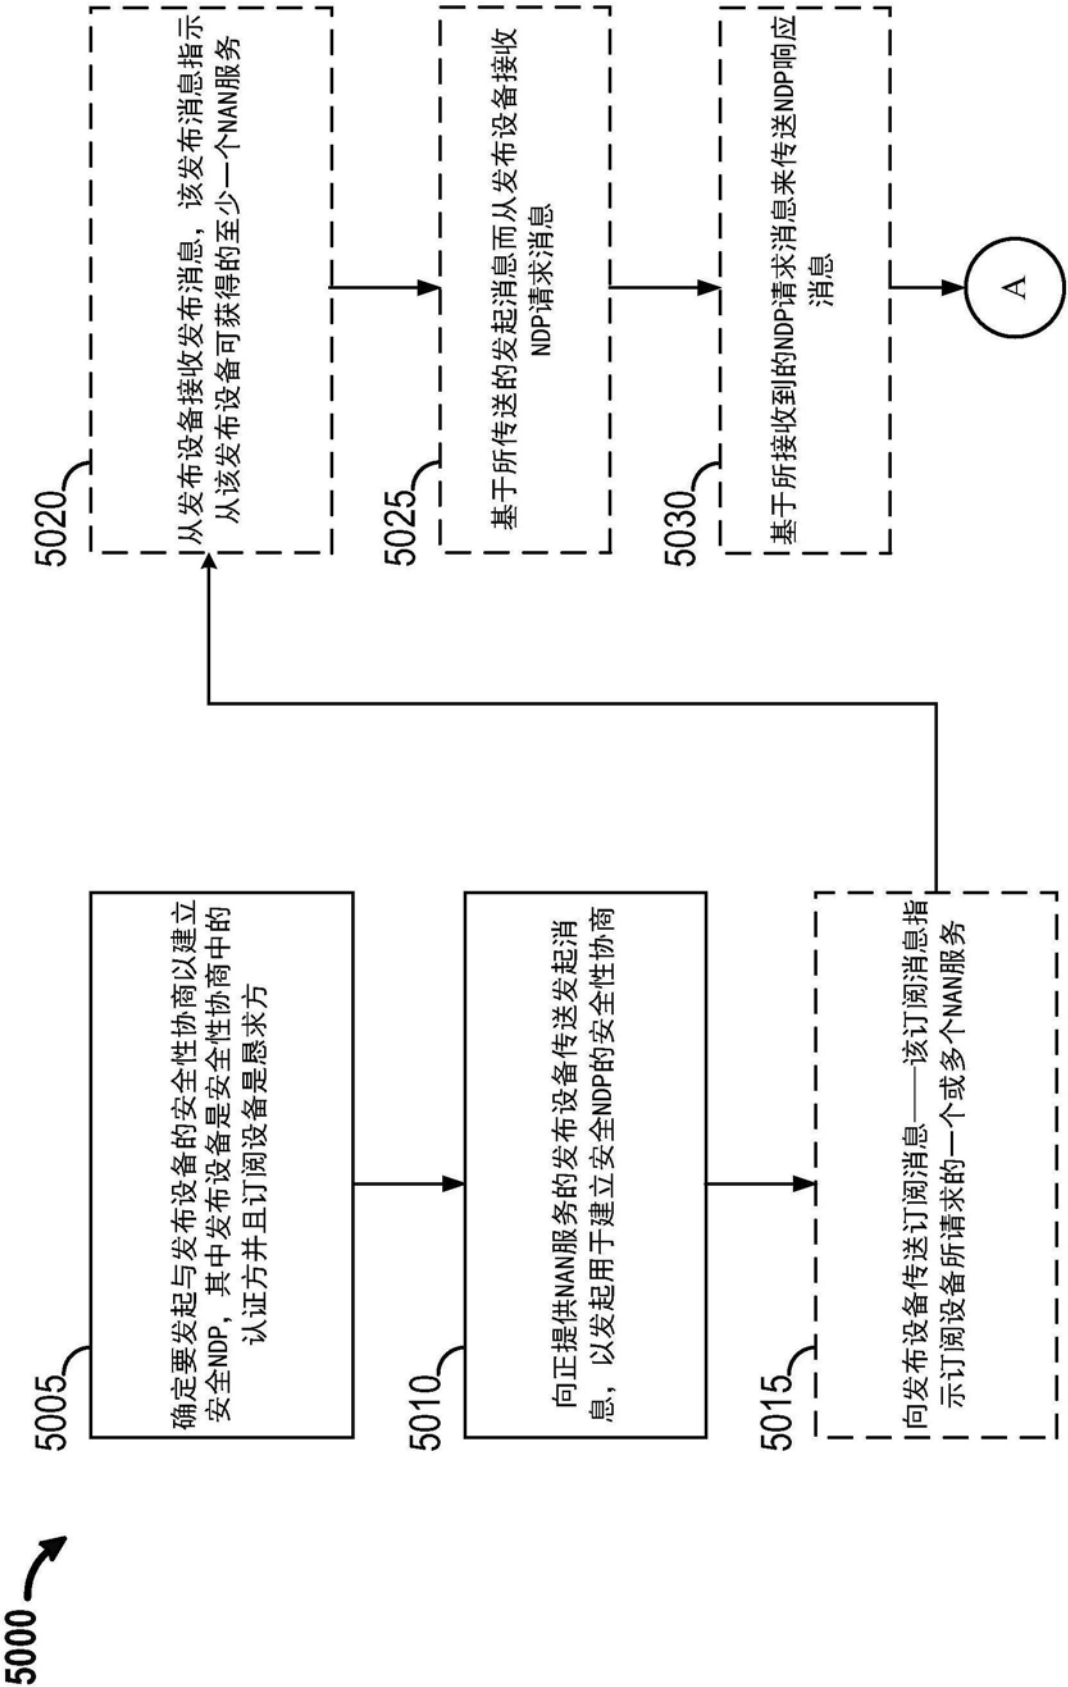 5000
5005
确定要发起与发布设备的安全性协商以建立
安全NDP，其中发布设备是安全性协商中的
认证方并且订阅设备是恳求方
5010
向正提供NAN服务的发布设备传送发起消
息，以发起用于建立安全NDP的安全性协商
5015
向发布设备传送订阅消息——该订阅消息指
示订阅设备所请求的一个或多个NAN服务
5020
从发布设备接收发布消息，该发布消息指示
从该发布设备可获得的至少一个NAN服务
5025
基于所传送的发起消息而从发布设备接收
NDP请求消息
5030
基于所接收到的NDP请求消息来传送NDP响应
消息
A